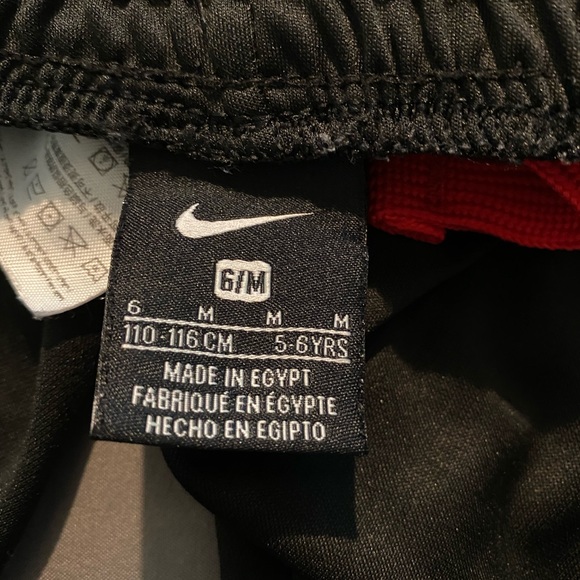 6/M
6 M M M
110-116 CM 5-6 YRS
MADE IN EGYPT
FABRIQUÉ EN ÉGYPTE
HECHO EN EGIPTO